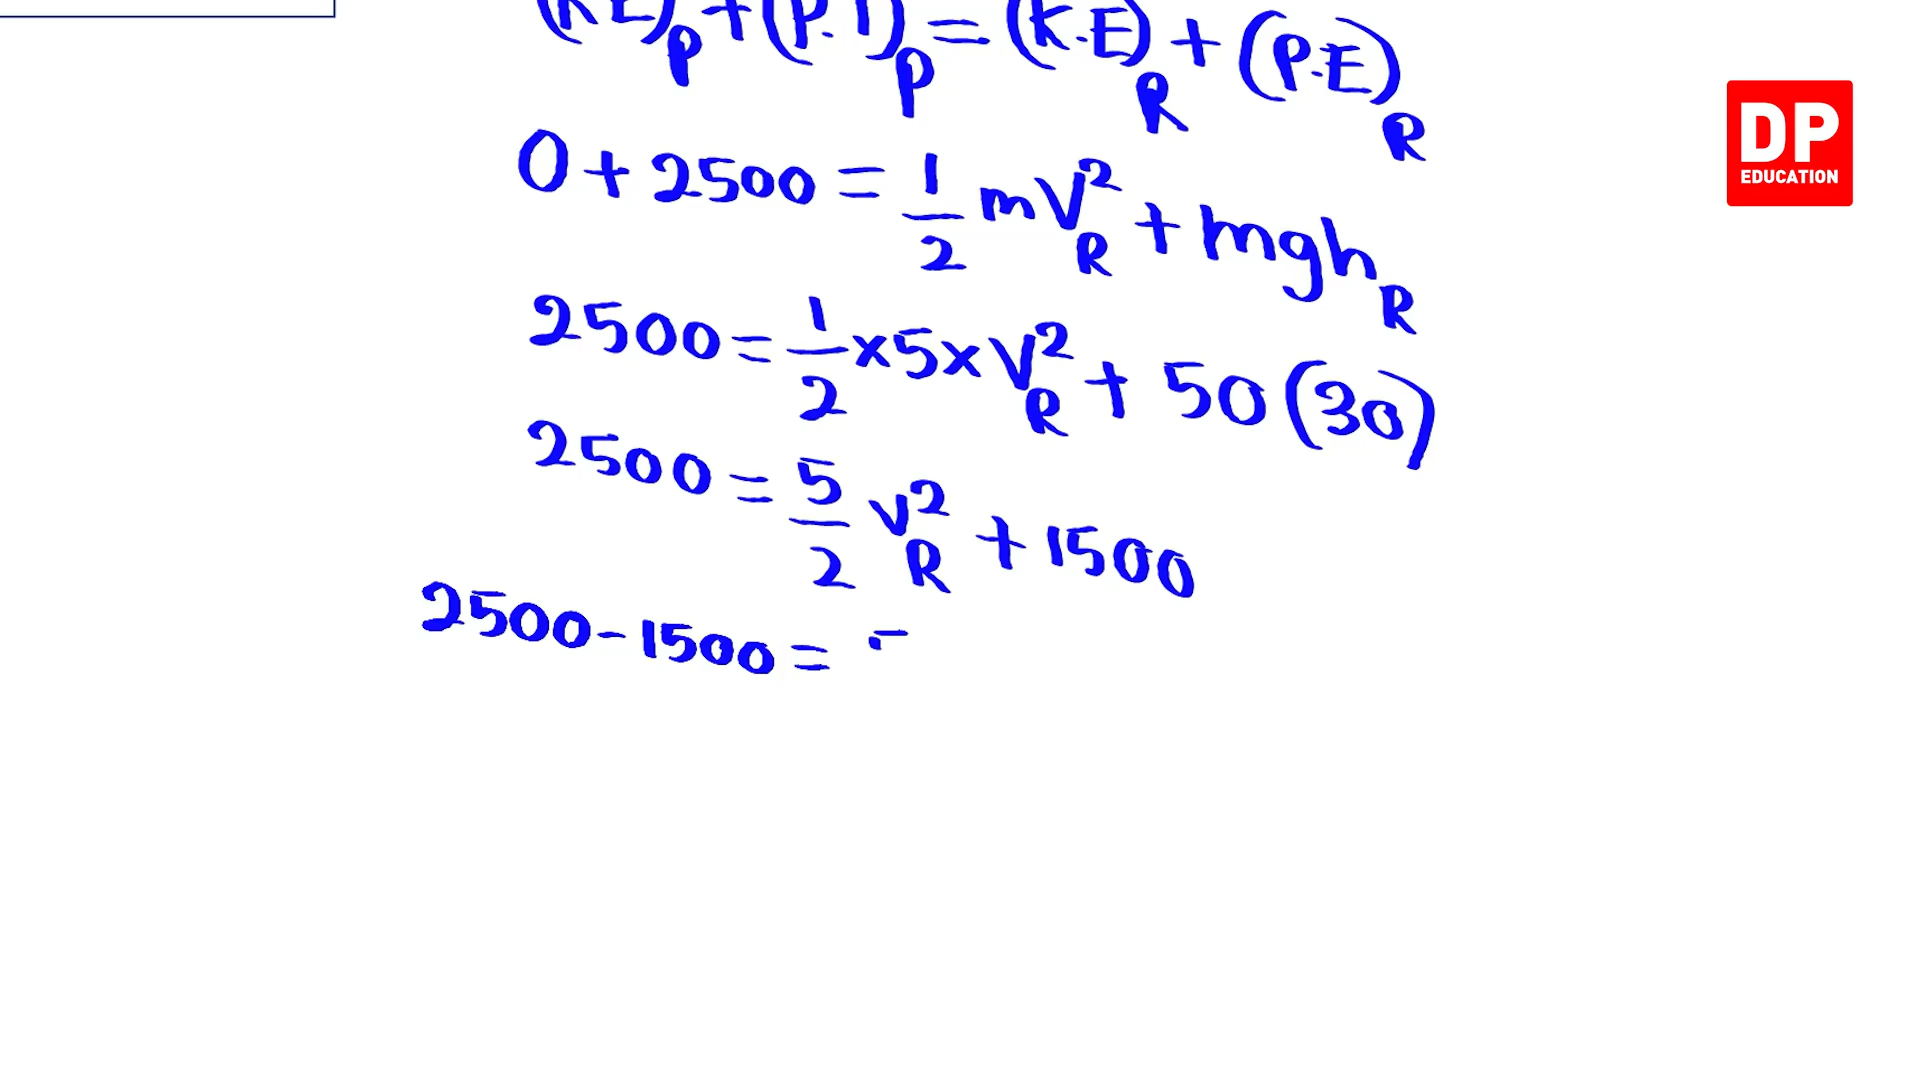 (K.E)P + (P.E)P = (K.E)R + (P.E)R
0 + 2500 = 1/2 mV²R + mghR
2500 = 1/2 × 5 × V²R + 50 (30)
2500 = 5/2 V²R + 1500
2500 - 1500 =
DP
EDUCATION